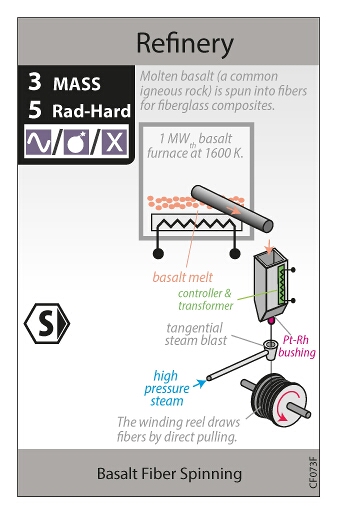 Refinery
3 MASS
5 Rad-Hard
∿/💣/X
Molten basalt (a common
igneous rock) is spun into fibers
for fiberglass composites.
1 MWth basalt
furnace at 1600 K.
basalt melt
controller &
transformer
tangential
steam blast
Pt-Rh
bushing
S
high
pressure
steam
The winding reel draws
fibers by direct pulling.
Basalt Fiber Spinning
CF073F